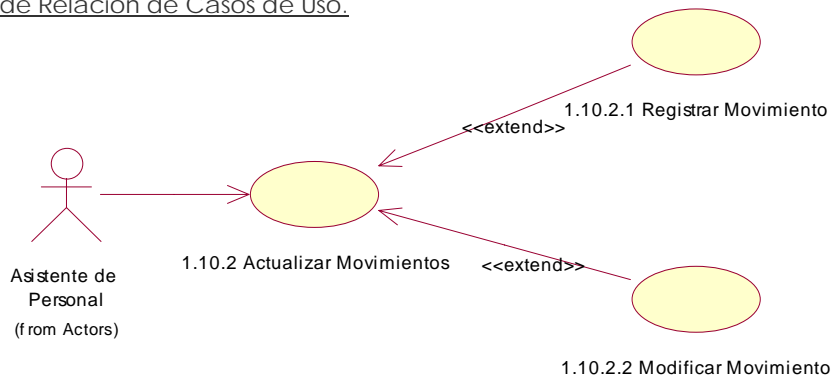 de Relación de Casos de Uso.
1.10.2.1 Registrar Movimiento
<<extend>>
1.10.2 Actualizar Movimientos
<<extend>>
Asistente de
Personal
(from Actors)
1.10.2.2 Modificar Movimiento